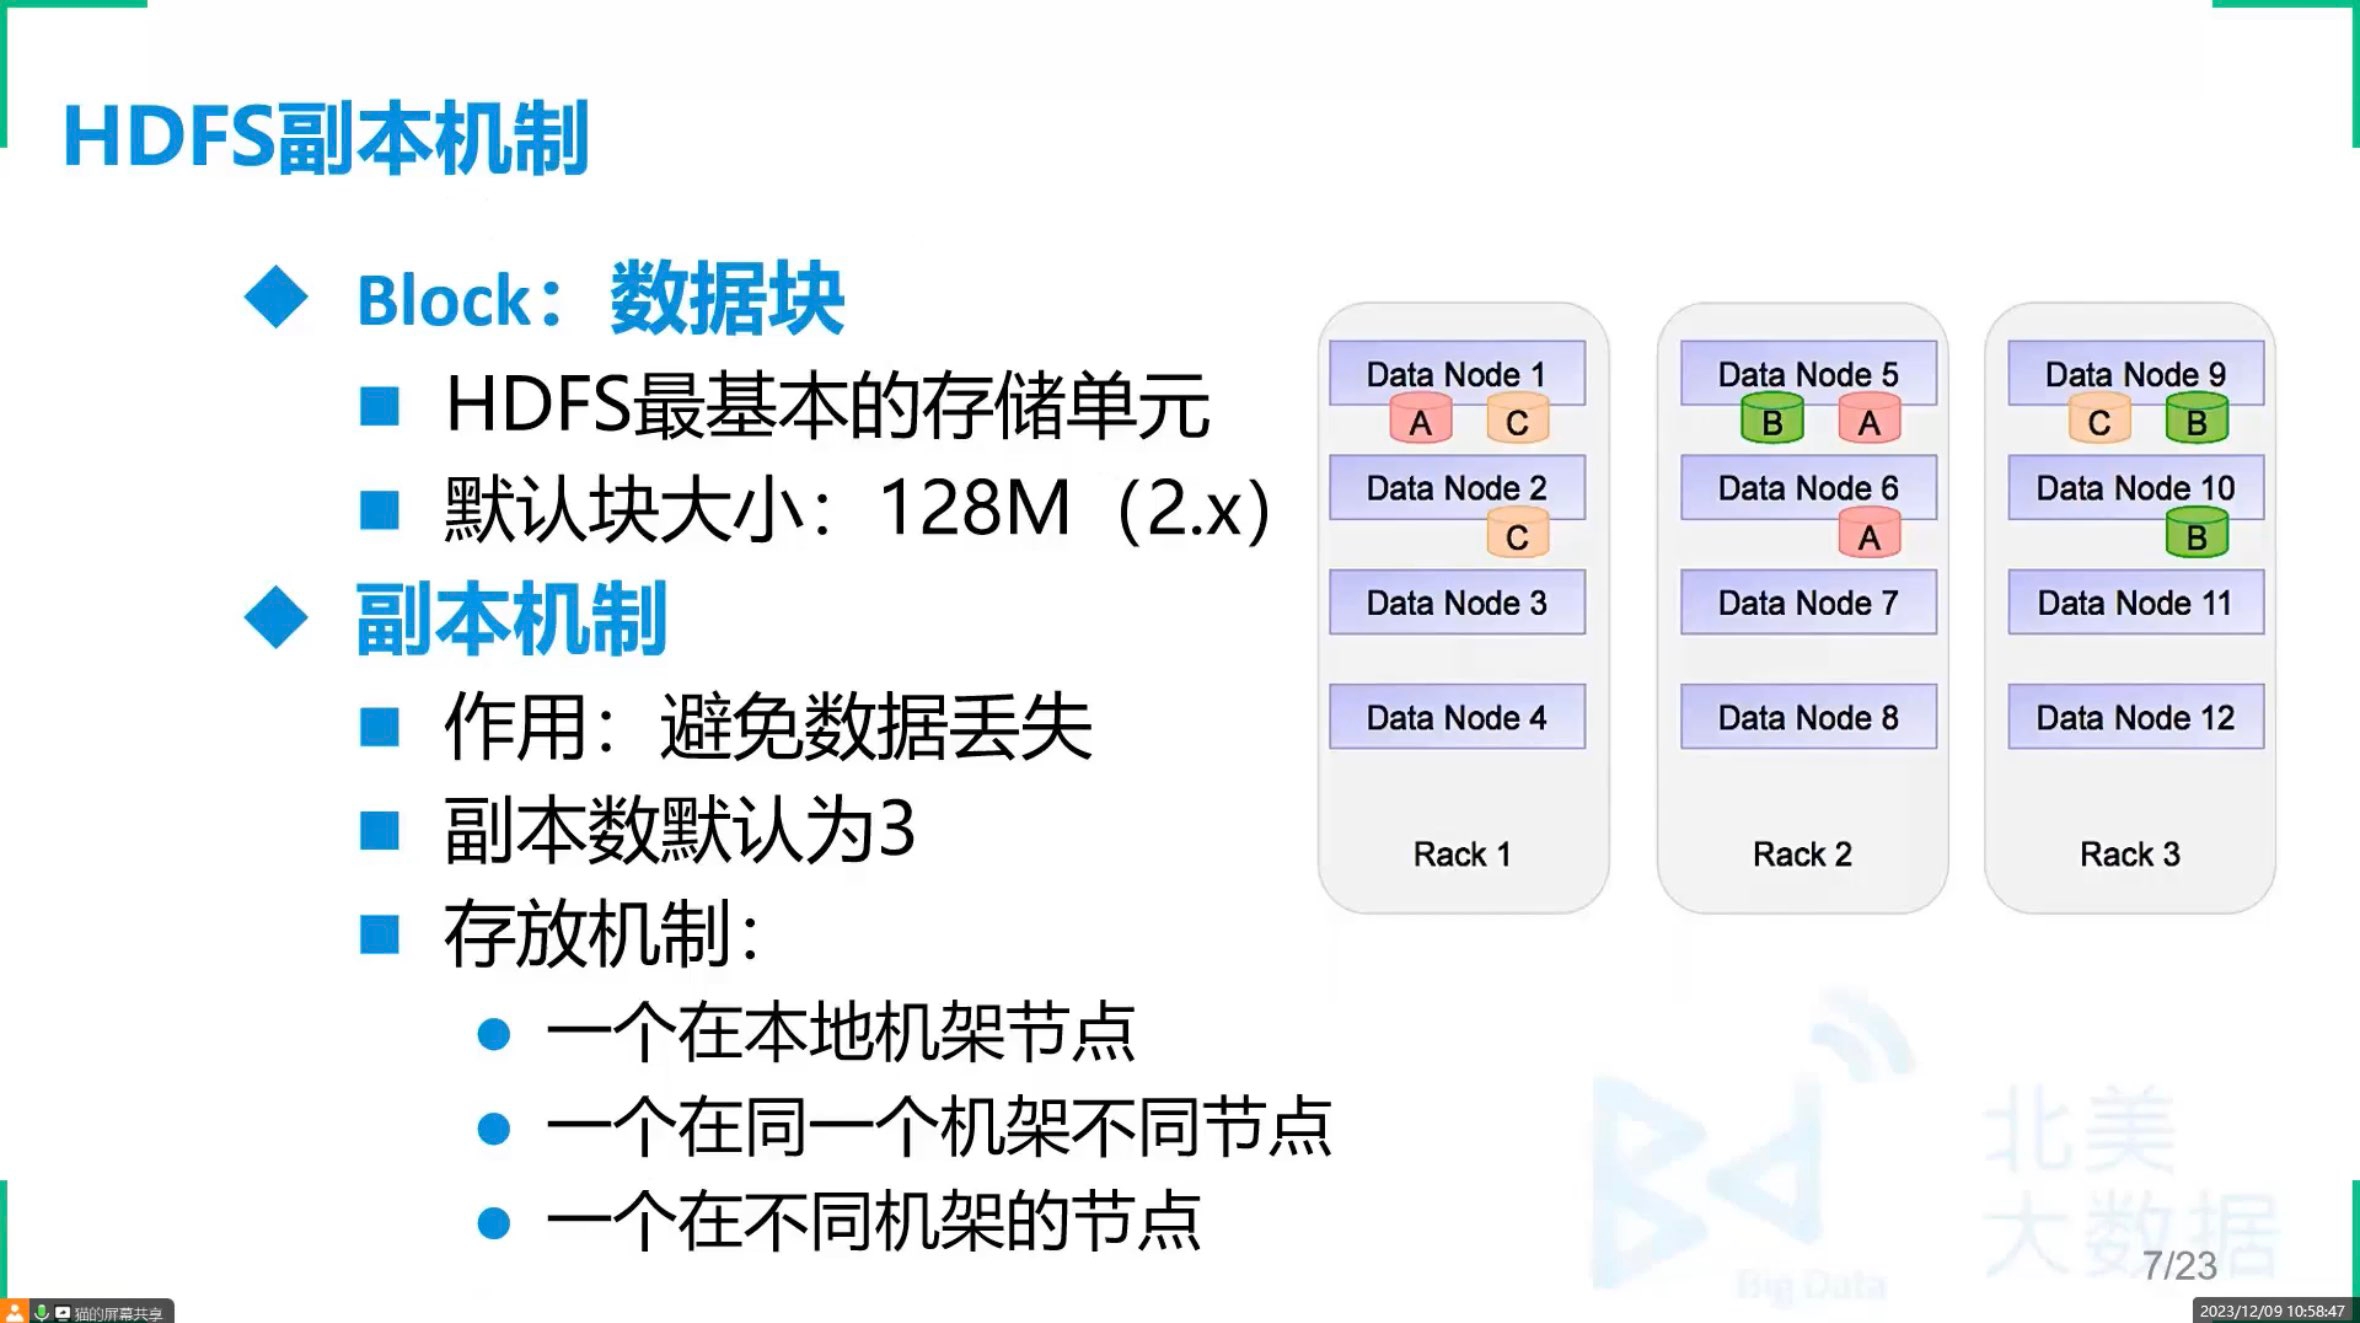 HDFS副本机制
Block：数据块
HDFS最基本的存储单元
默认块大小：128M（2.x）
副本机制
作用：避免数据丢失
副本数默认为3
存放机制：
一个在本地机架节点
一个在同一个机架不同节点
一个在不同机架的节点
Data Node 1
A C
Data Node 2
C
Data Node 3
Data Node 4
Rack 1
Data Node 5
B A
Data Node 6
A
Data Node 7
Data Node 8
Rack 2
Data Node 9
C B
Data Node 10
B
Data Node 11
Data Node 12
Rack 3
北美
大数据
Big Data
7/23
猫的屏幕共享
2023/12/09 10:58:47